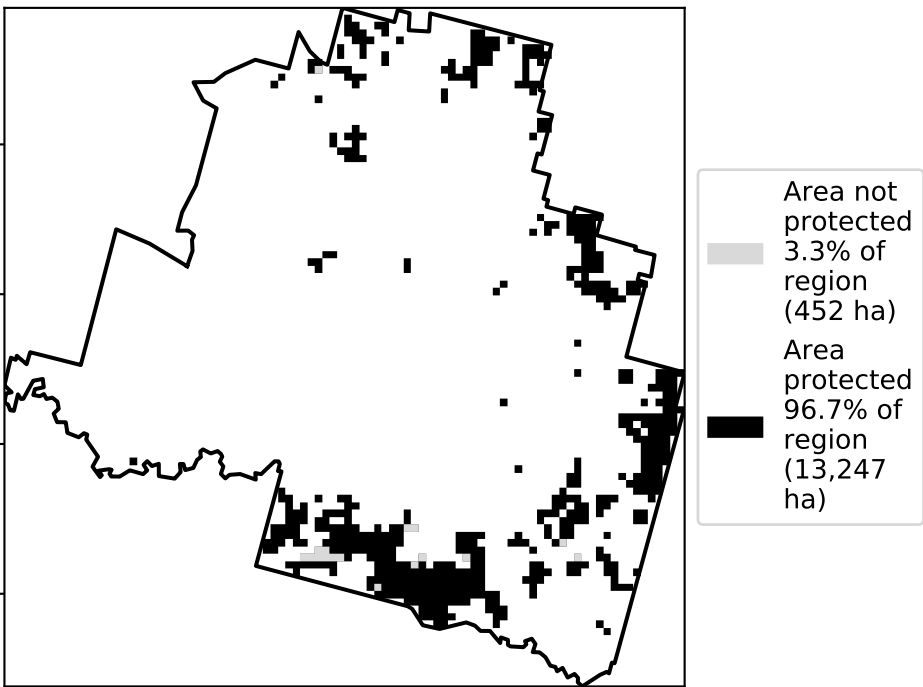 Area not
protected
3.3% of
region
(452 ha)
Area
protected
96.7% of
region
(13,247
ha)